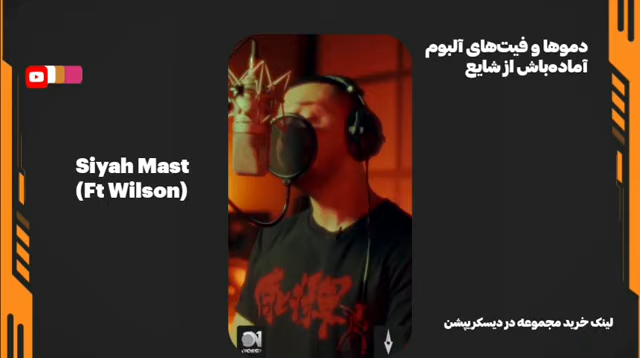 دموها و فیت‌های آلبوم
آماده‌باش از شایع
Siyah Mast
(Ft Wilson)
لینک خرید مجموعه در دیسکریپشن